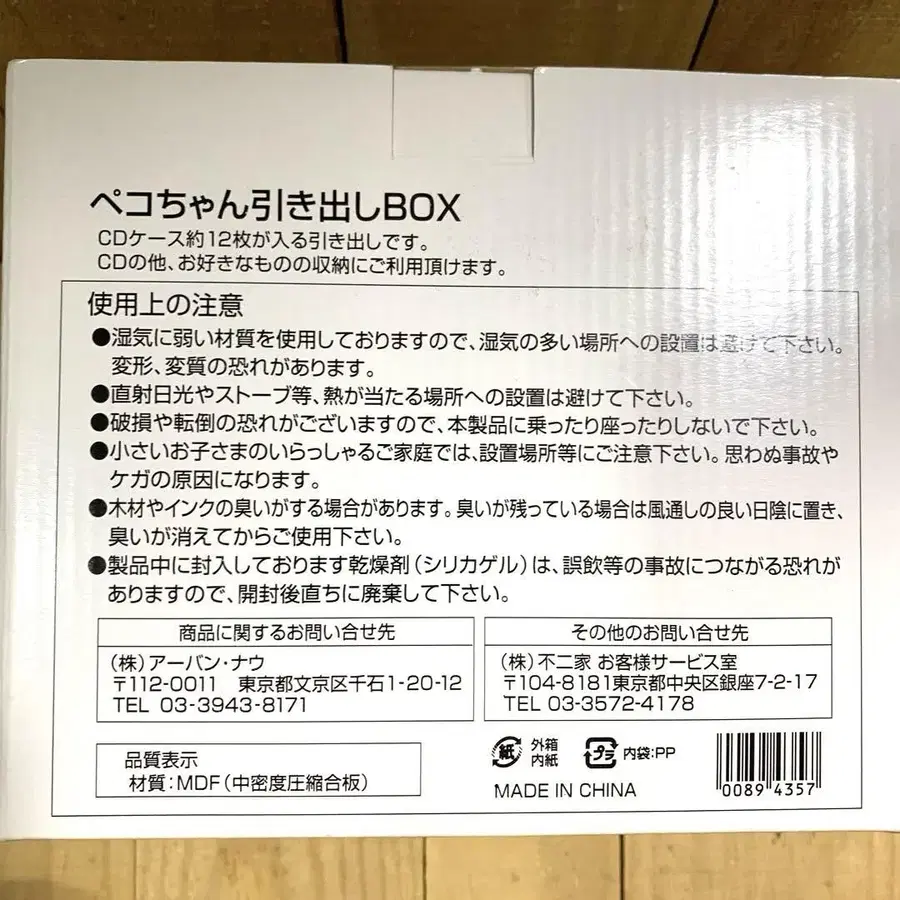 ペコちゃん引き出しBOX
CDケース約12枚が入る引き出しです。
CDの他、お好きなものの収納にご利用頂けます。
使用上の注意
●湿気に弱い材質を使用しておりますので、湿気の多い場所への設置は避けて下さい。
変形、変質の恐れがあります。
●直射日光やストーブ等、熱が当たる場所への設置は避けて下さい。
●破損や転倒の恐れがございますので、本製品に乗ったり座ったりしないで下さい。
●小さいお子さまのいらっしゃるご家庭では、設置場所等にご注意下さい。思わぬ事故や
ケガの原因になります。
●木材やインクの臭いがする場合があります。臭いが残っている場合は風通しの良い日陰に置き、
臭いが消えてからご使用下さい。
●製品中に封入しております乾燥剤（シリカゲル）は、誤飲等の事故につながる恐れが
ありますので、開封後直ちに廃棄して下さい。
商品に関するお問い合せ先
（株）アーバン・ナウ
〒112-0011　東京都文京区千石1-20-12
TEL 03-3943-8171
その他のお問い合せ先
（株）不二家 お客様サービス室
〒104-8181東京都中央区銀座7-2-17
TEL 03-3572-4178
品質表示
材質：MDF（中密度圧縮合板）
紙 外箱
内紙
プラ 内袋：PP
MADE IN CHINA
0089 4357